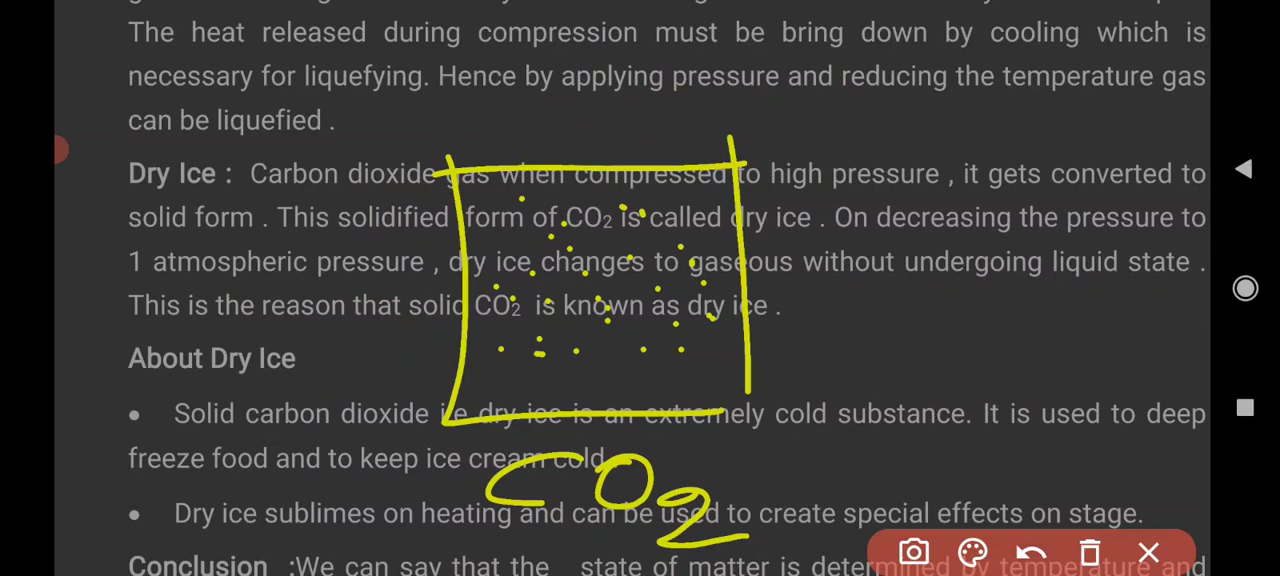 The heat released during compression must be bring down by cooling which is
necessary for liquefying. Hence by applying pressure and reducing the temperature gas
can be liquefied .
Dry Ice : Carbon dioxide gas when compressed to high pressure , it gets converted to
solid form . This solidified form of CO₂ is called dry ice . On decreasing the pressure to
1 atmospheric pressure , dry ice changes to gaseous without undergoing liquid state .
This is the reason that solid CO₂ is known as dry ice .
About Dry Ice
• Solid carbon dioxide i.e dry ice is an extremely cold substance. It is used to deep
freeze food and to keep ice cream cold.
CO₂
• Dry ice sublimes on heating and can be used to create special effects on stage.
Conclusion :We can say that the state of matter is determined by temperature and